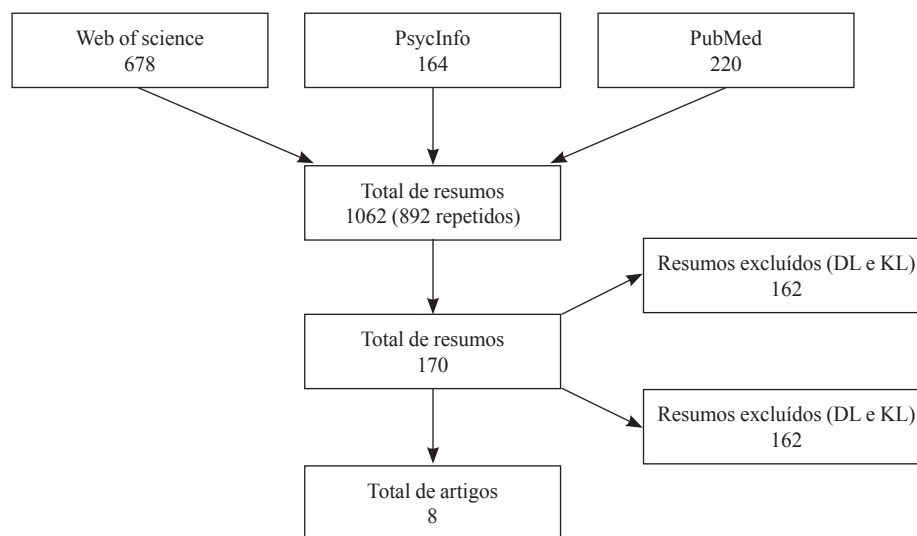 Web of science
678
PsycInfo
164
PubMed
220
Total de resumos
1062 (892 repetidos)
Resumos excluídos (DL e KL)
162
Total de resumos
170
Resumos excluídos (DL e KL)
162
Total de artigos
8